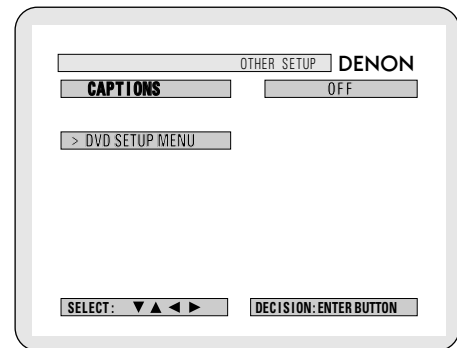 OTHER SETUP DENON
CAPTIONS OFF
> DVD SETUP MENU
SELECT: ▼ ▲ ◄ ► DECISION: ENTER BUTTON